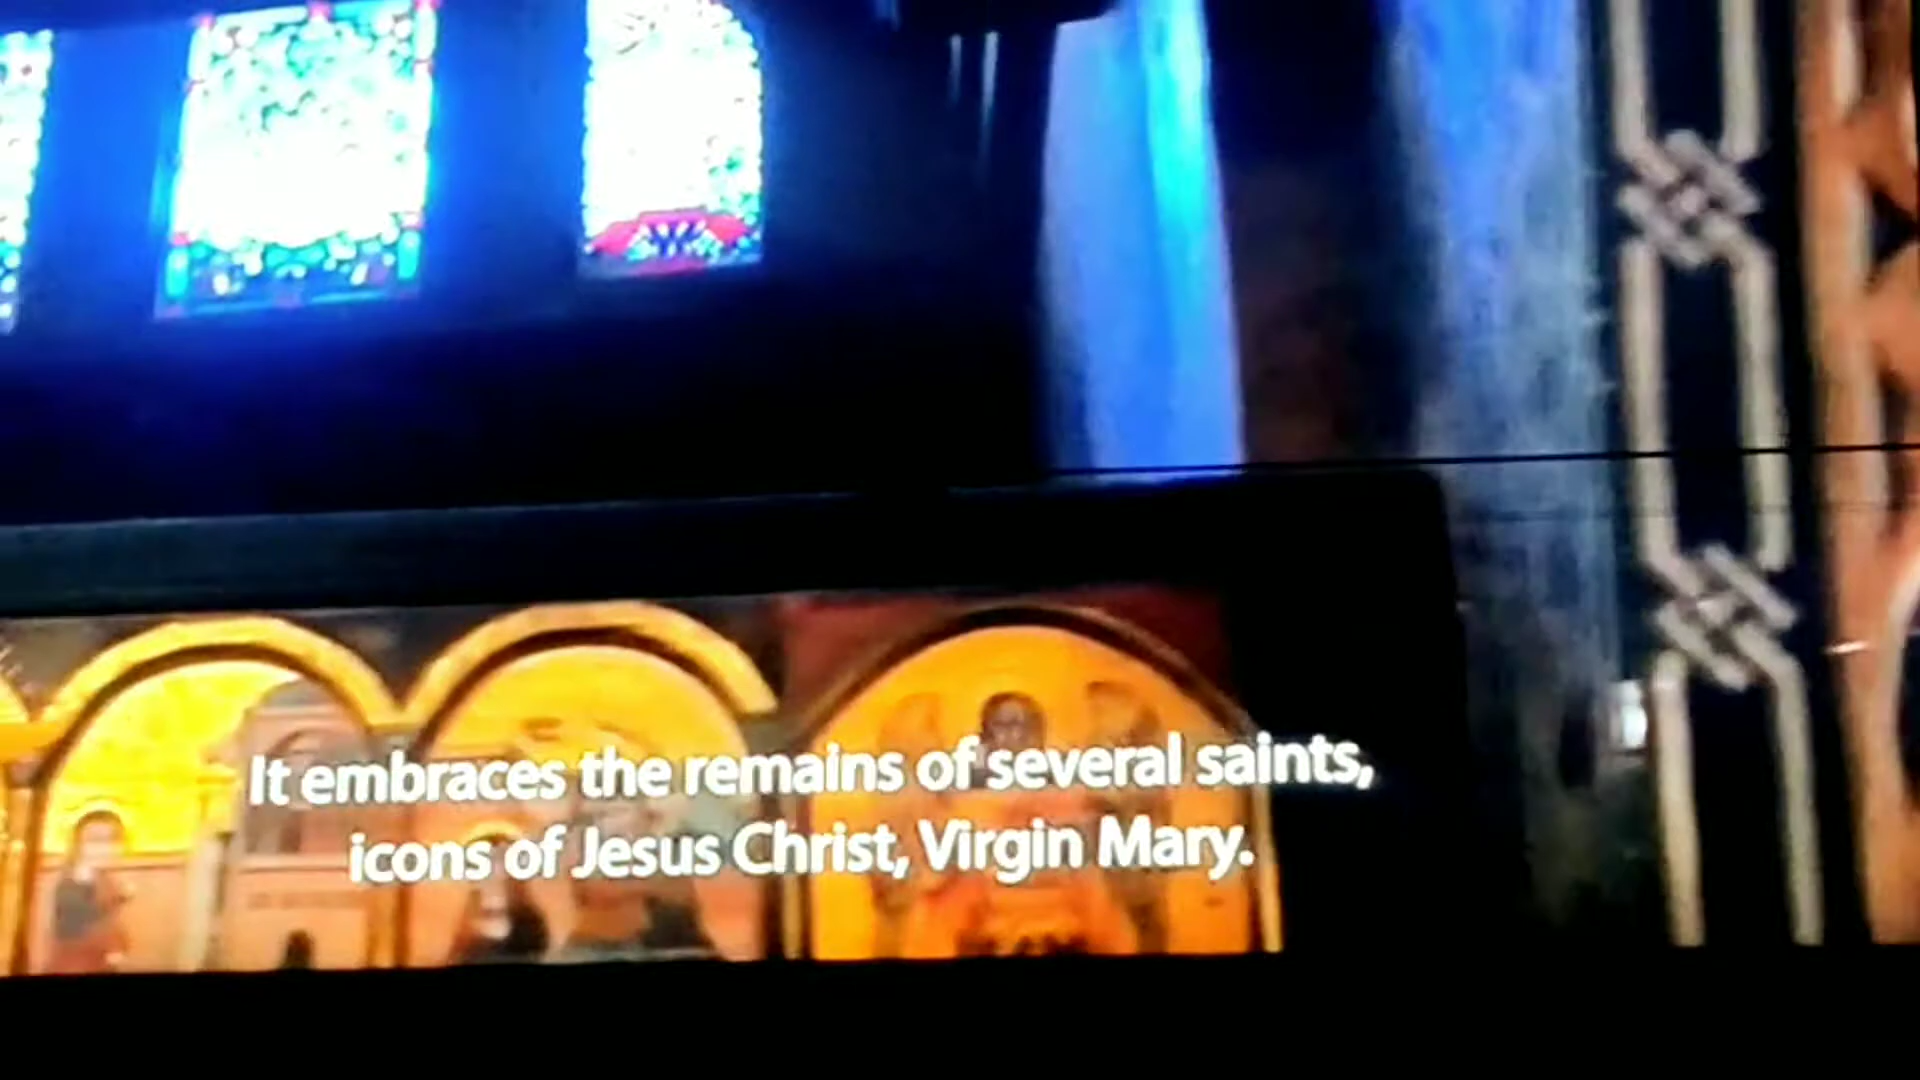 It embraces the remains of several saints,
icons of Jesus Christ, Virgin Mary.